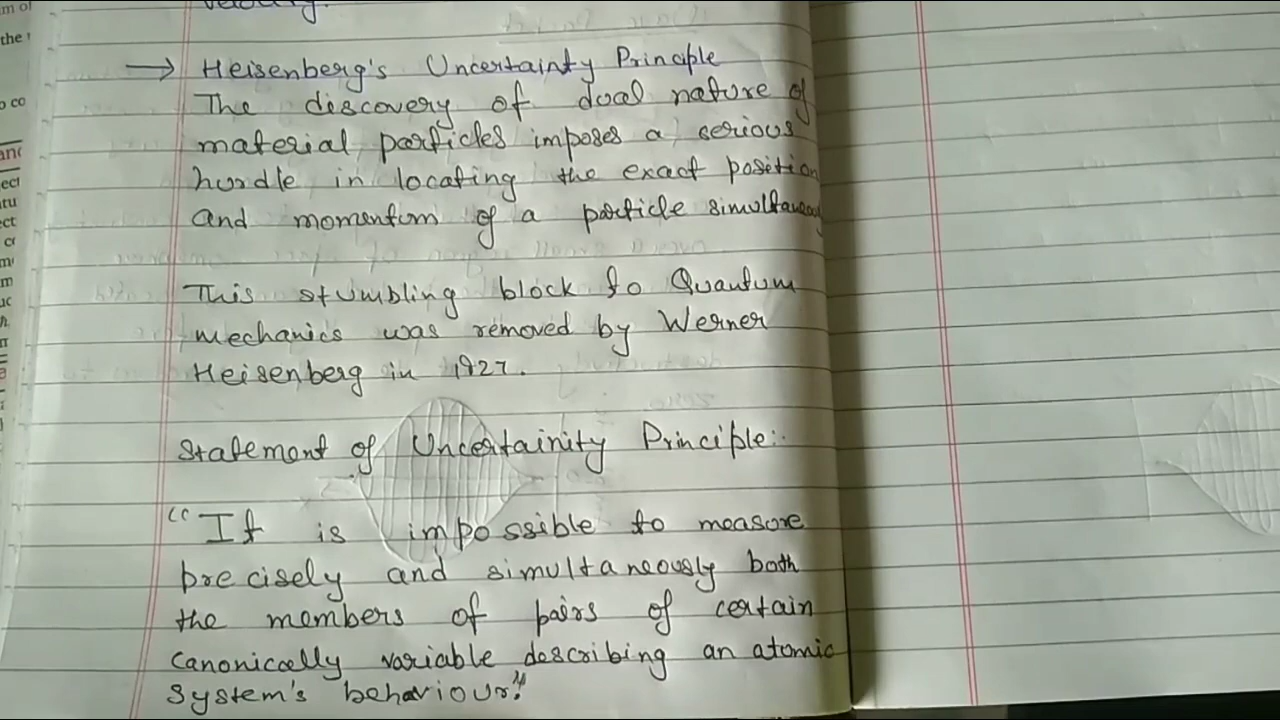 → Heisenberg's Uncertainty Principle
The discovery of dual nature of
material particles imposes a serious
hurdle in locating the exact position
and momentum of a particle
This stumbling block to Quantum
mechanics was removed by Werner
Heisenberg in 1927.
Statement of Uncertainity Principle:-
"It is impossible to measure
precisely and simultaneously both
the members of pairs of certain
canonically variable describing an atomic
system's behaviour."